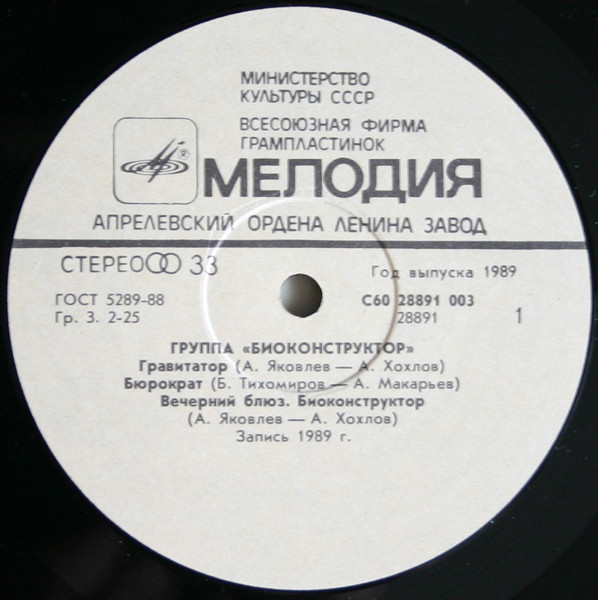 МИНИСТЕРСТВО
КУЛЬТУРЫ СССР
ВСЕСОЮЗНАЯ ФИРМА
ГРАМПЛАСТИНОК
МЕЛОДИЯ
АПРЕЛЕВСКИЙ ОРДЕНА ЛЕНИНА ЗАВОД
СТЕРЕО 33
Год выпуска 1989
ГОСТ 5289-88
С60 28891 003
Гр. 3. 2-25
28891
1
ГРУППА «БИОКОНСТРУКТОР»
Гравитатор (А. Яковлев — А. Хохлов)
Бюрократ (Б. Тихомиров — А. Макарьев)
Вечерний блюз. Биоконструктор
(А. Яковлев — А. Хохлов)
Запись 1989 г.